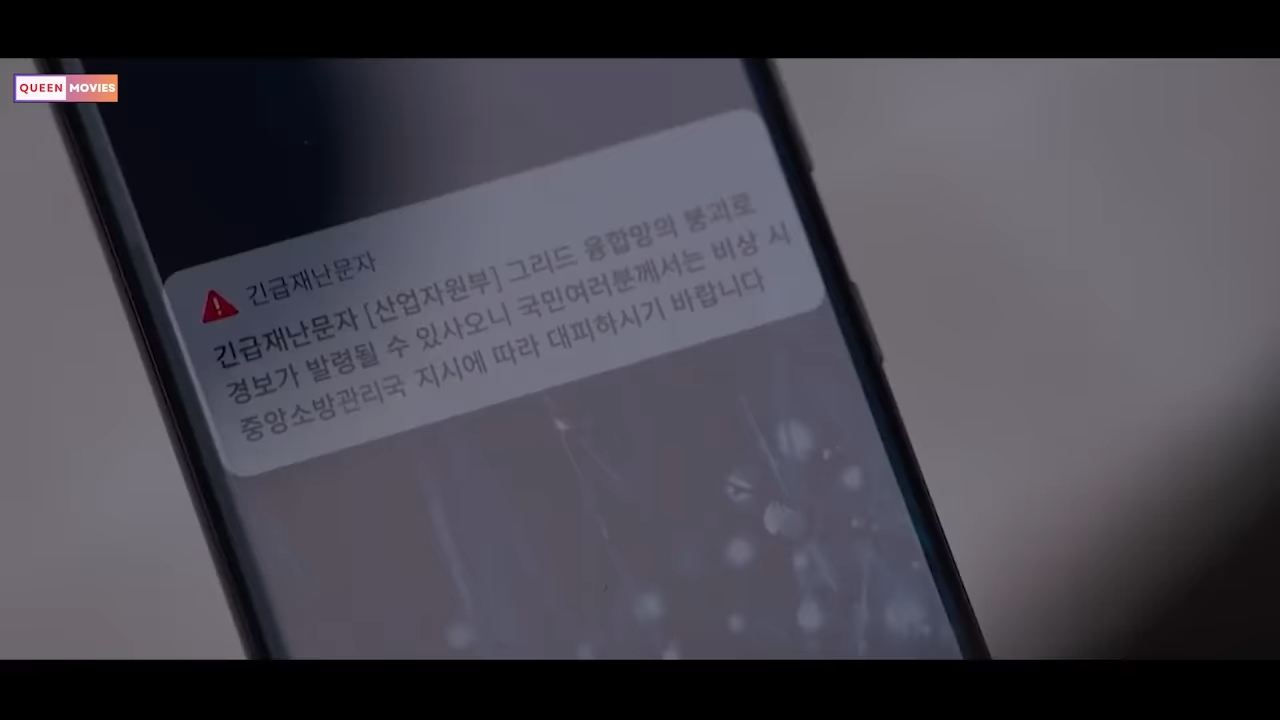 QUEEN MOVIES
긴급재난문자
긴급재난문자 [산업자원부] 그리드 융합망의 붕괴로
경보가 발령될 수 있사오니 국민여러분께서는 비상 시
중앙소방관리국 지시에 따라 대피하시기 바랍니다